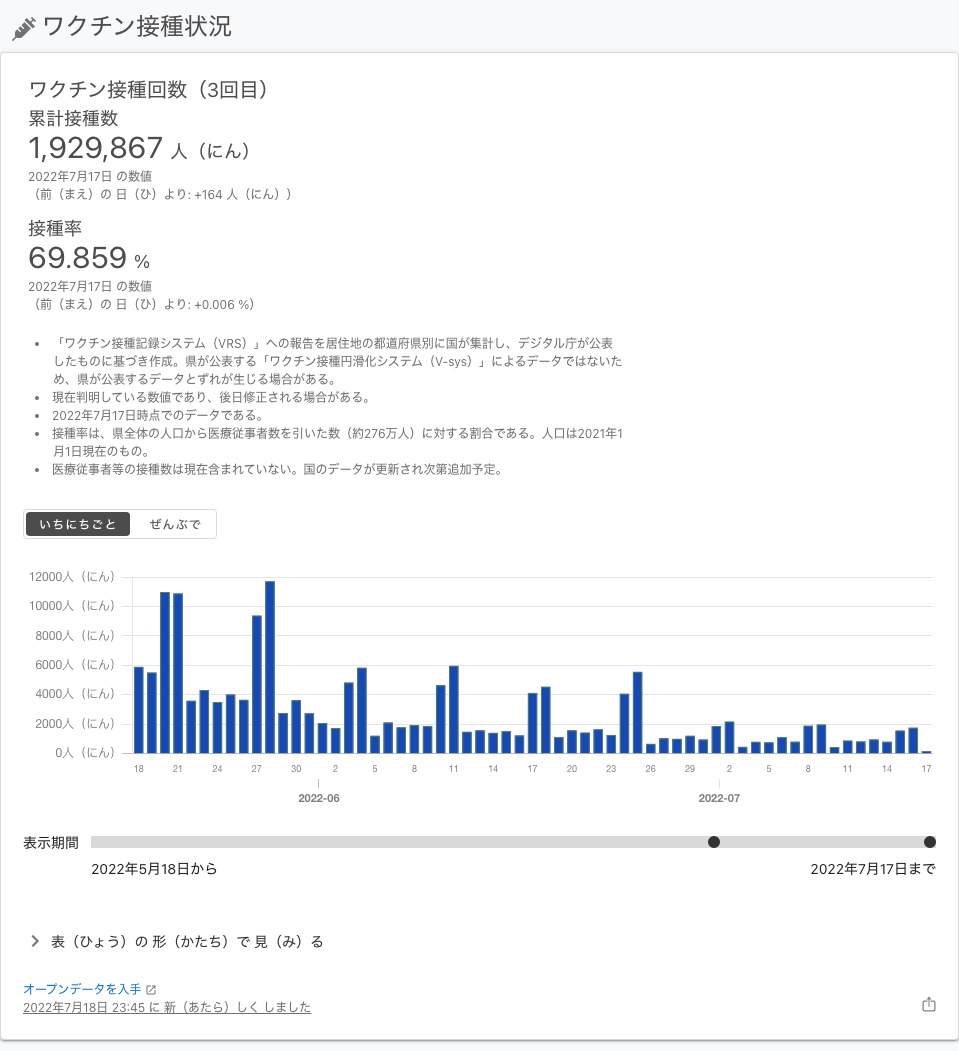 ワクチン接種状況
ワクチン接種回数（3回目）
累計接種数
1,929,867 人（にん）
2022年7月17日 の数値
（前（まえ）の 日（ひ）より: +164 人（にん））
接種率
69.859 %
2022年7月17日 の数値
（前（まえ）の 日（ひ）より: +0.006 %）
• 「ワクチン接種記録システム（VRS）」への報告を居住地の都道府県別に国が集計し、デジタル庁が公表
したものに基づき作成。県が公表する「ワクチン接種円滑化システム（V-sys）」によるデータではないた
め、県が公表するデータとずれが生じる場合がある。
• 現在判明している数値であり、後日修正される場合がある。
• 2022年7月17日時点でのデータである。
• 接種率は、県全体の人口から医療従事者数を引いた数（約276万人）に対する割合である。人口は2021年1
月1日現在のもの。
• 医療従事者等の接種数は現在含まれていない。国のデータが更新され次第追加予定。
いちにちごと ぜんぶで
12000人（にん）
10000人（にん）
8000人（にん）
6000人（にん）
4000人（にん）
2000人（にん）
0人（にん）
18 21 24 27 30 2 5 8 11 14 17 20 23 26 29 2 5 8 11 14 17
2022-06 2022-07
表示期間
2022年5月18日から 2022年7月17日まで
表（ひょう）の 形（かたち）で 見（み）る
オープンデータを入手
2022年7月18日 23:45 に 新（あたら）しく しました